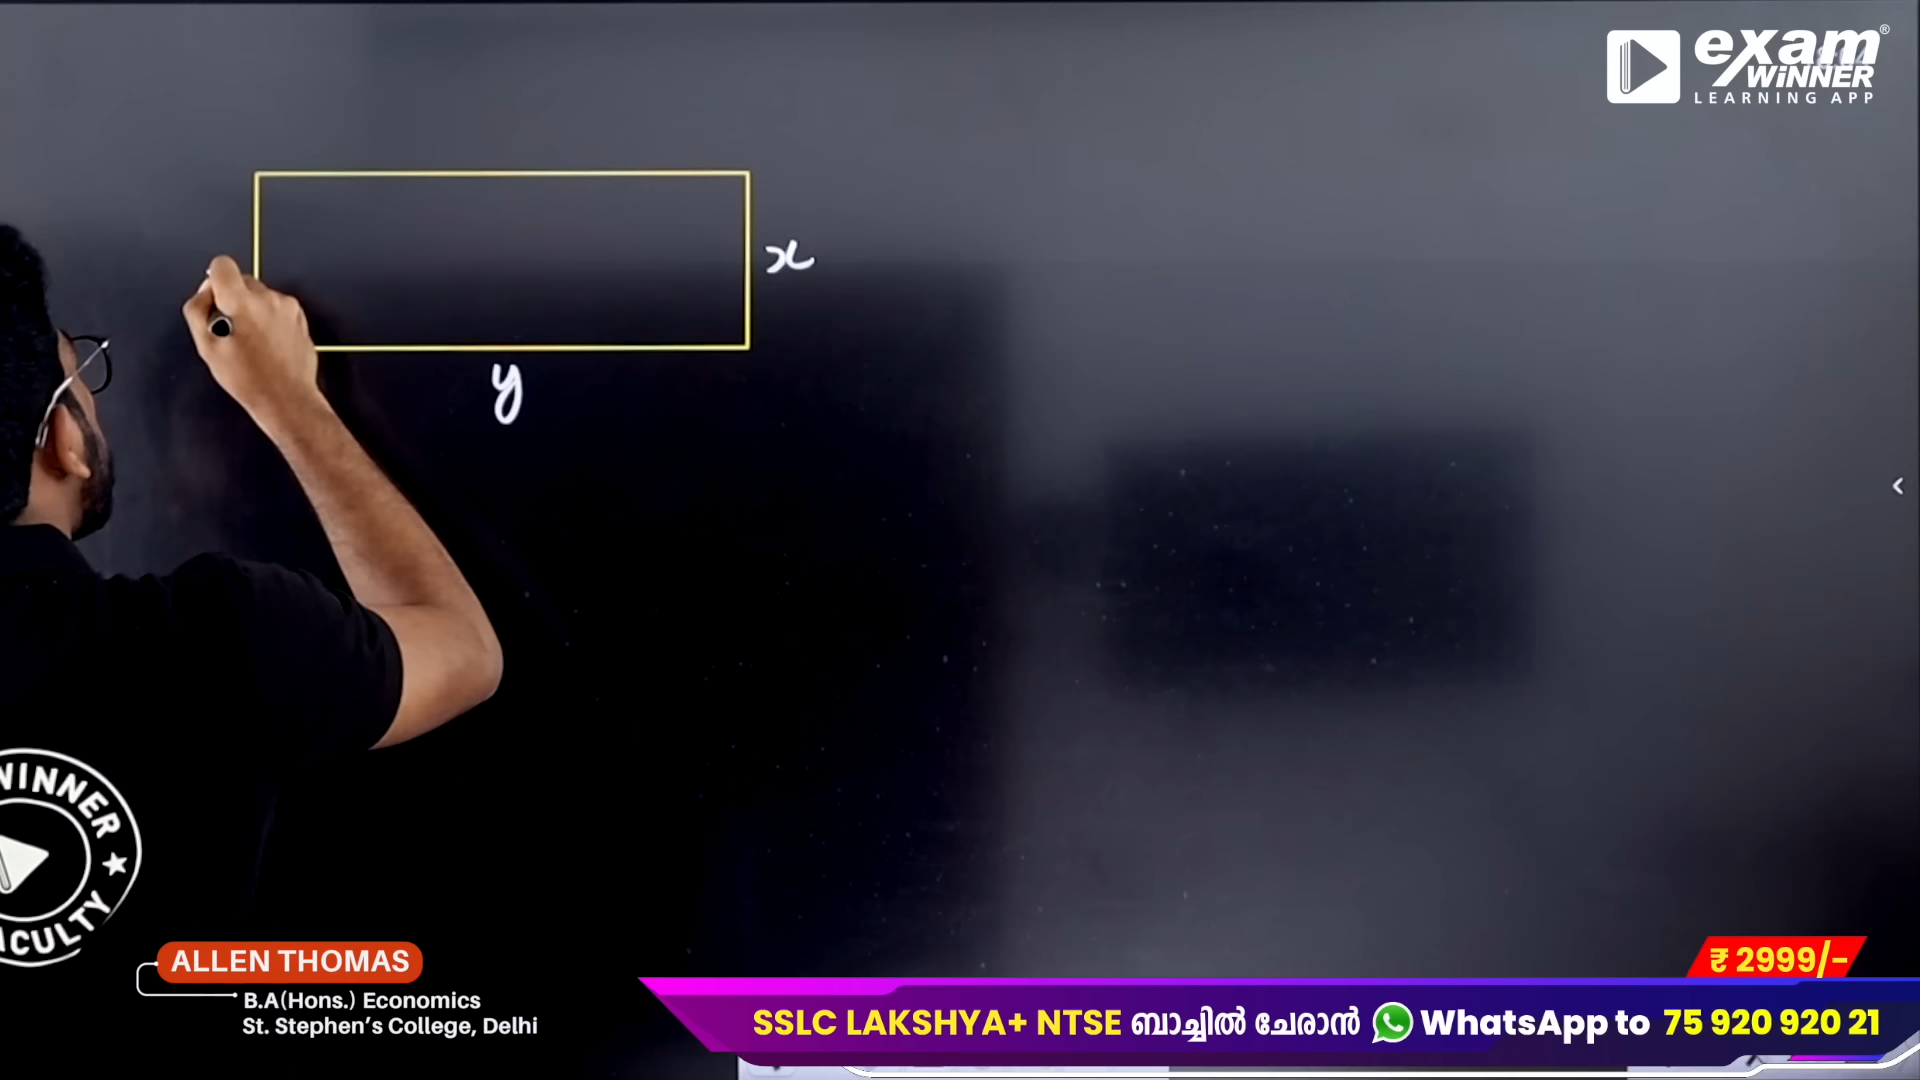 exam
WiNNER
LEARNING APP
x
y
WINNER
ALLEN THOMAS
B.A(Hons.) Economics
St. Stephen's College, Delhi
₹ 2999/-
SSLC LAKSHYA+ NTSE ബാച്ചിൽ ചേരാൻ WhatsApp to 75 920 920 21